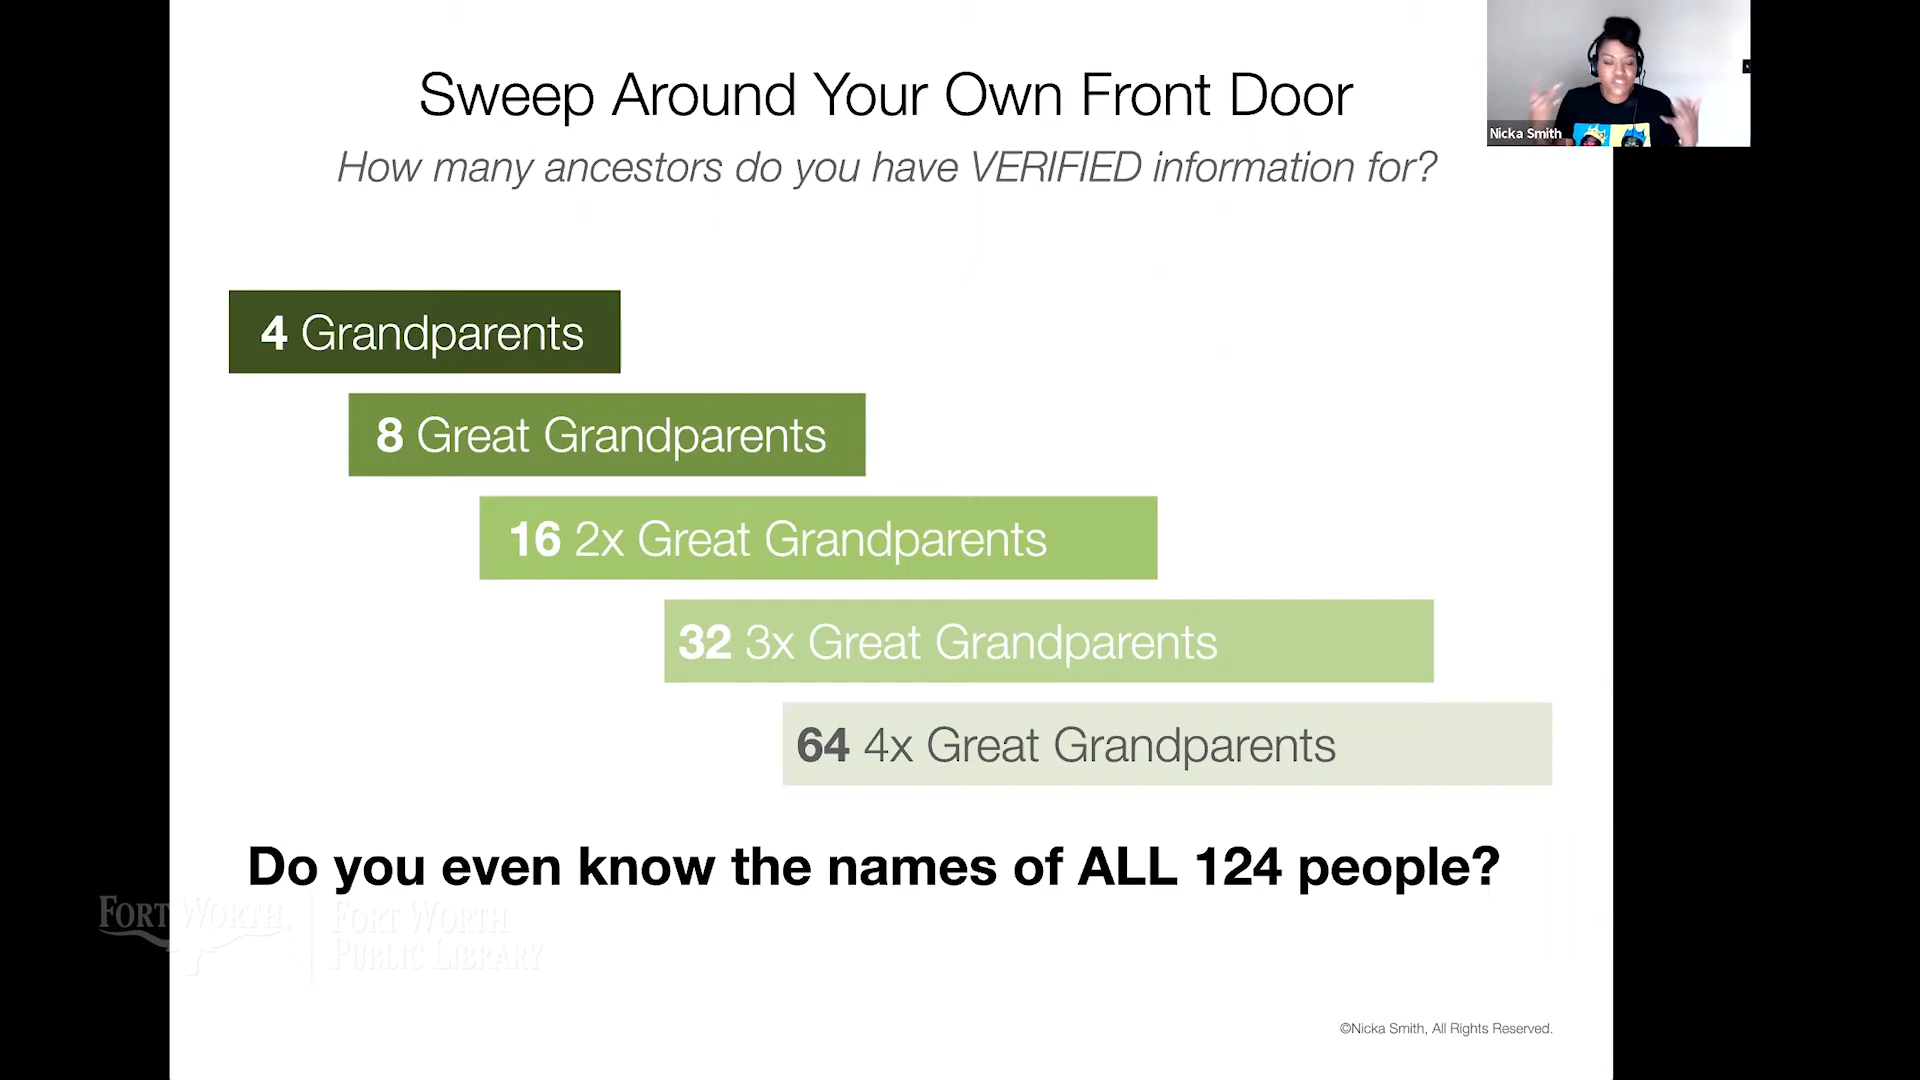 Sweep Around Your Own Front Door
How many ancestors do you have VERIFIED information for?
Nicka Smith
4 Grandparents
8 Great Grandparents
16 2x Great Grandparents
32 3x Great Grandparents
64 4x Great Grandparents
Do you even know the names of ALL 124 people?
FORT WORTH
FORT WORTH
PUBLIC LIBRARY
©Nicka Smith, All Rights Reserved.